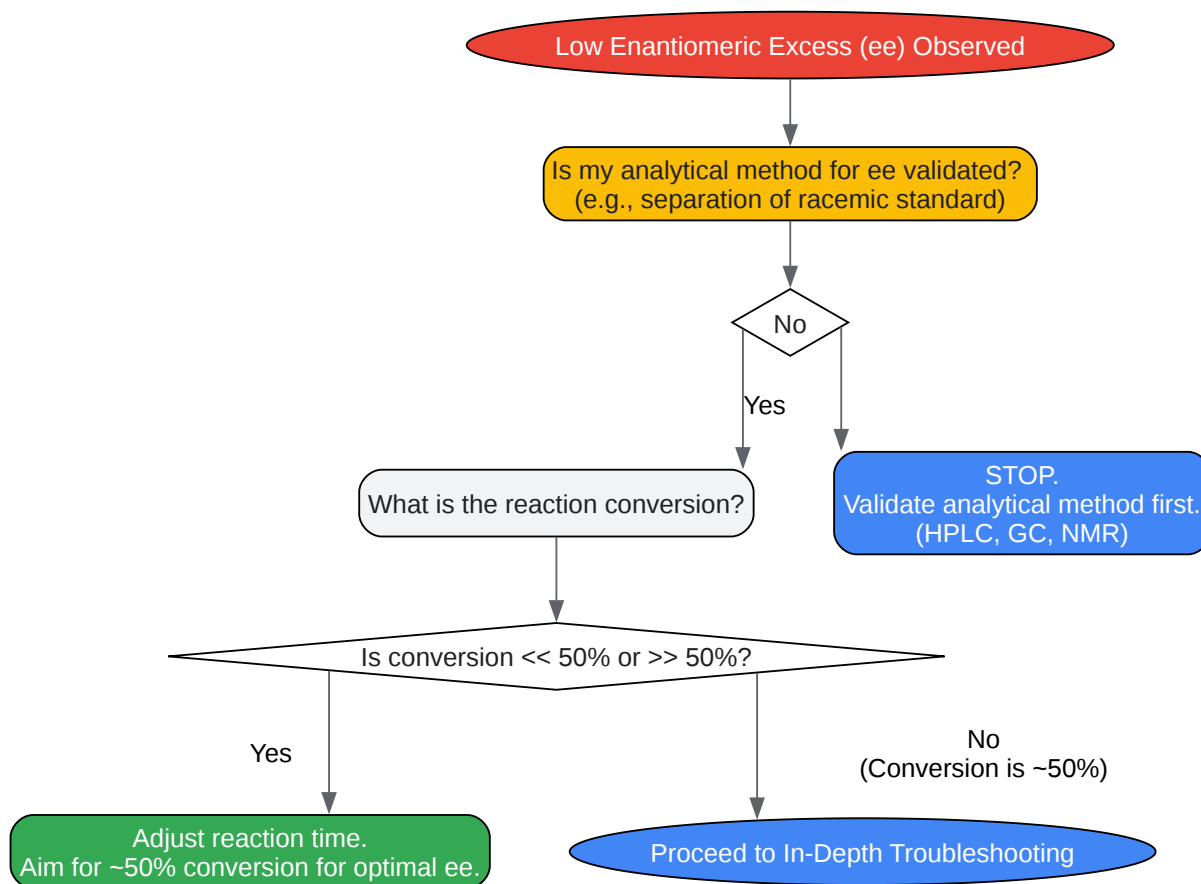 Low Enantiomeric Excess (ee) Observed
Is my analytical method for ee validated?
(e.g., separation of racemic standard)
No
Yes
What is the reaction conversion?
STOP.
Validate analytical method first.
(HPLC, GC, NMR)
Is conversion << 50% or >> 50%?
Yes
No
(Conversion is ~50%)
Adjust reaction time.
Aim for ~50% conversion for optimal ee.
Proceed to In-Depth Troubleshooting